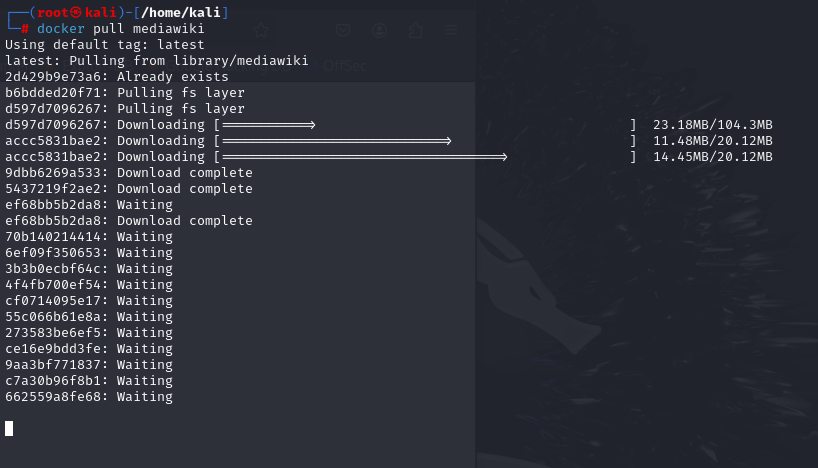 ┌──(root㉿kali)-[/home/kali]
└─# docker pull mediawiki
Using default tag: latest
latest: Pulling from library/mediawiki
OffSec
2d429b9e73a6: Already exists
b6bdded20f71: Pulling fs layer
d597d7096267: Pulling fs layer
d597d7096267: Downloading [===========>                                       ]  23.18MB/104.3MB
accc5831bae2: Downloading [============================>                      ]  11.48MB/20.12MB
accc5831bae2: Downloading [===================================>               ]  14.45MB/20.12MB
9dbb6269a533: Download complete
5437219f2ae2: Download complete
ef68bb5b2da8: Waiting
ef68bb5b2da8: Download complete
70b140214414: Waiting
6ef09f350653: Waiting
3b3b0ecbf64c: Waiting
4f4fb700ef54: Waiting
cf0714095e17: Waiting
55c066b61e8a: Waiting
273583be6ef5: Waiting
ce16e9bdd3fe: Waiting
9aa3bf771837: Waiting
c7a30b96f8b1: Waiting
662559a8fe68: Waiting